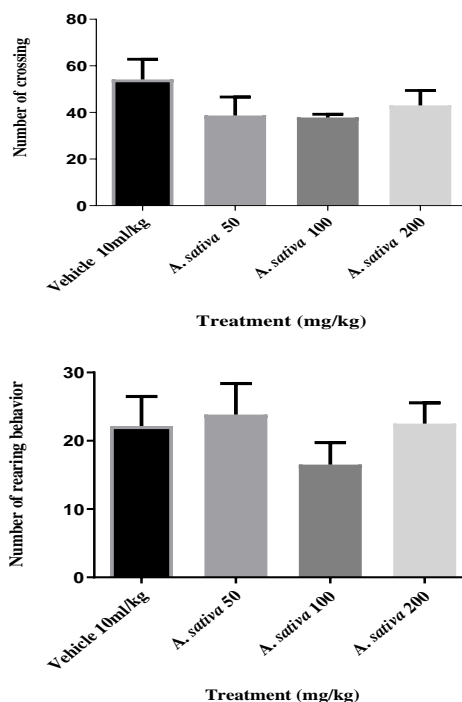 Number of crossing
80
60
40
20
0
Vehicle 10ml/kg
A. sativa 50
A. sativa 100
A. sativa 200
Treatment (mg/kg)
Number of rearing behavior
30
20
10
0
Vehicle 10ml/kg
A. sativa 50
A. sativa 100
A. sativa 200
Treatment (mg/kg)